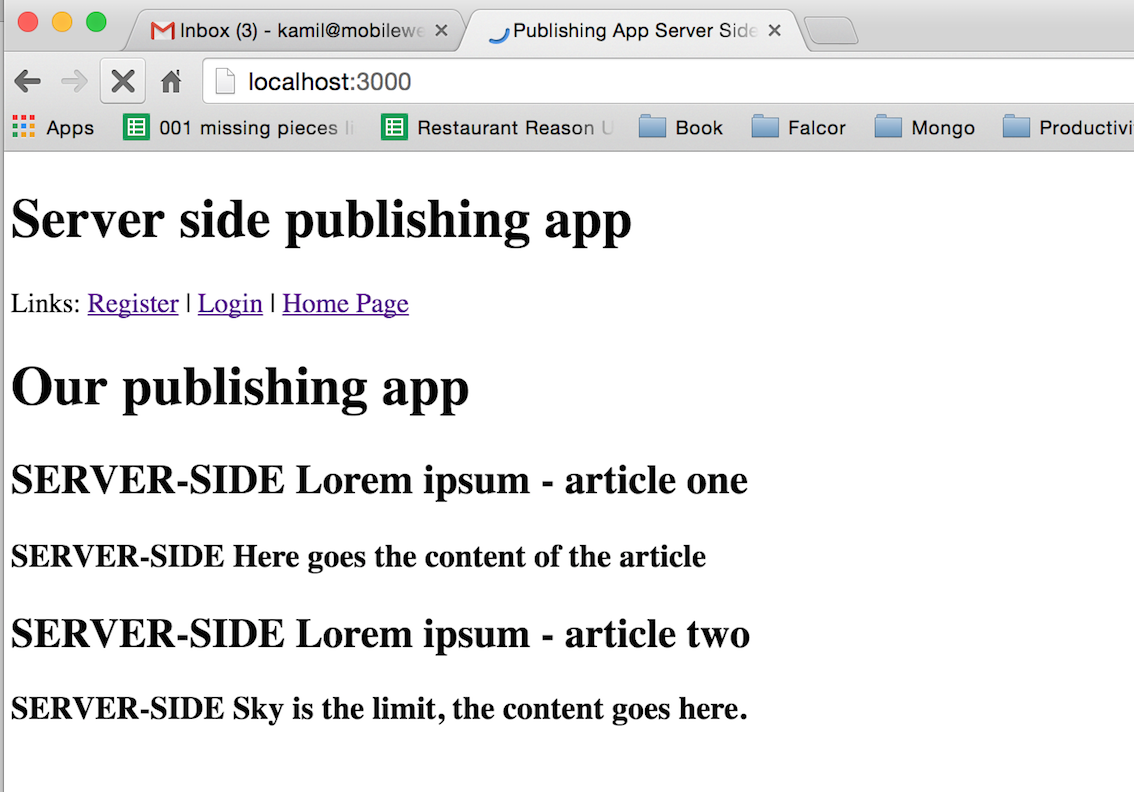 Inbox (3) - kamil@mobilewe
Publishing App Server Side
localhost:3000
Apps 001 missing pieces Restaurant Reason U Book Falcor Mongo Productivi
Server side publishing app
Links: Register | Login | Home Page
Our publishing app
SERVER-SIDE Lorem ipsum - article one
SERVER-SIDE Here goes the content of the article
SERVER-SIDE Lorem ipsum - article two
SERVER-SIDE Sky is the limit, the content goes here.